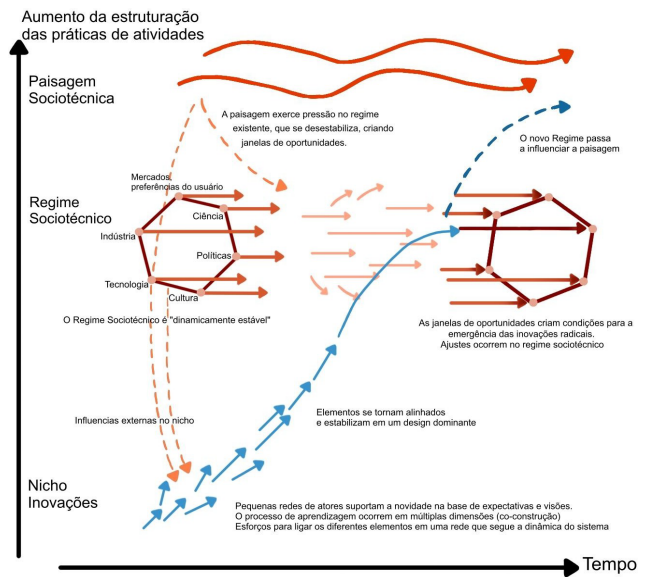 Aumento da estruturação
das práticas de atividades
Paisagem
Sociotécnica
A paisagem exerce pressão no regime
existente, que se desestabiliza, criando
janelas de oportunidades.
O novo Regime passa
a influenciar a paisagem
Mercados,
preferências do usuário
Regime
Sociotécnico
Ciência
Indústria
Políticas
Tecnologia
Cultura
O Regime Sociotécnico é "dinamicamente estável"
As janelas de oportunidades criam condições para a
emergência das inovações radicais.
Ajustes ocorrem no regime sociotécnico
Influencias externas no nicho
Elementos se tornam alinhados
e estabilizam em um design dominante
Nicho
Inovações
Pequenas redes de atores suportam a novidade na base de expectativas e visões.
O processo de aprendizagem ocorrem em múltiplas dimensões (co-construção)
Esforços para ligar os diferentes elementos em uma rede que segue a dinâmica do sistema
Tempo